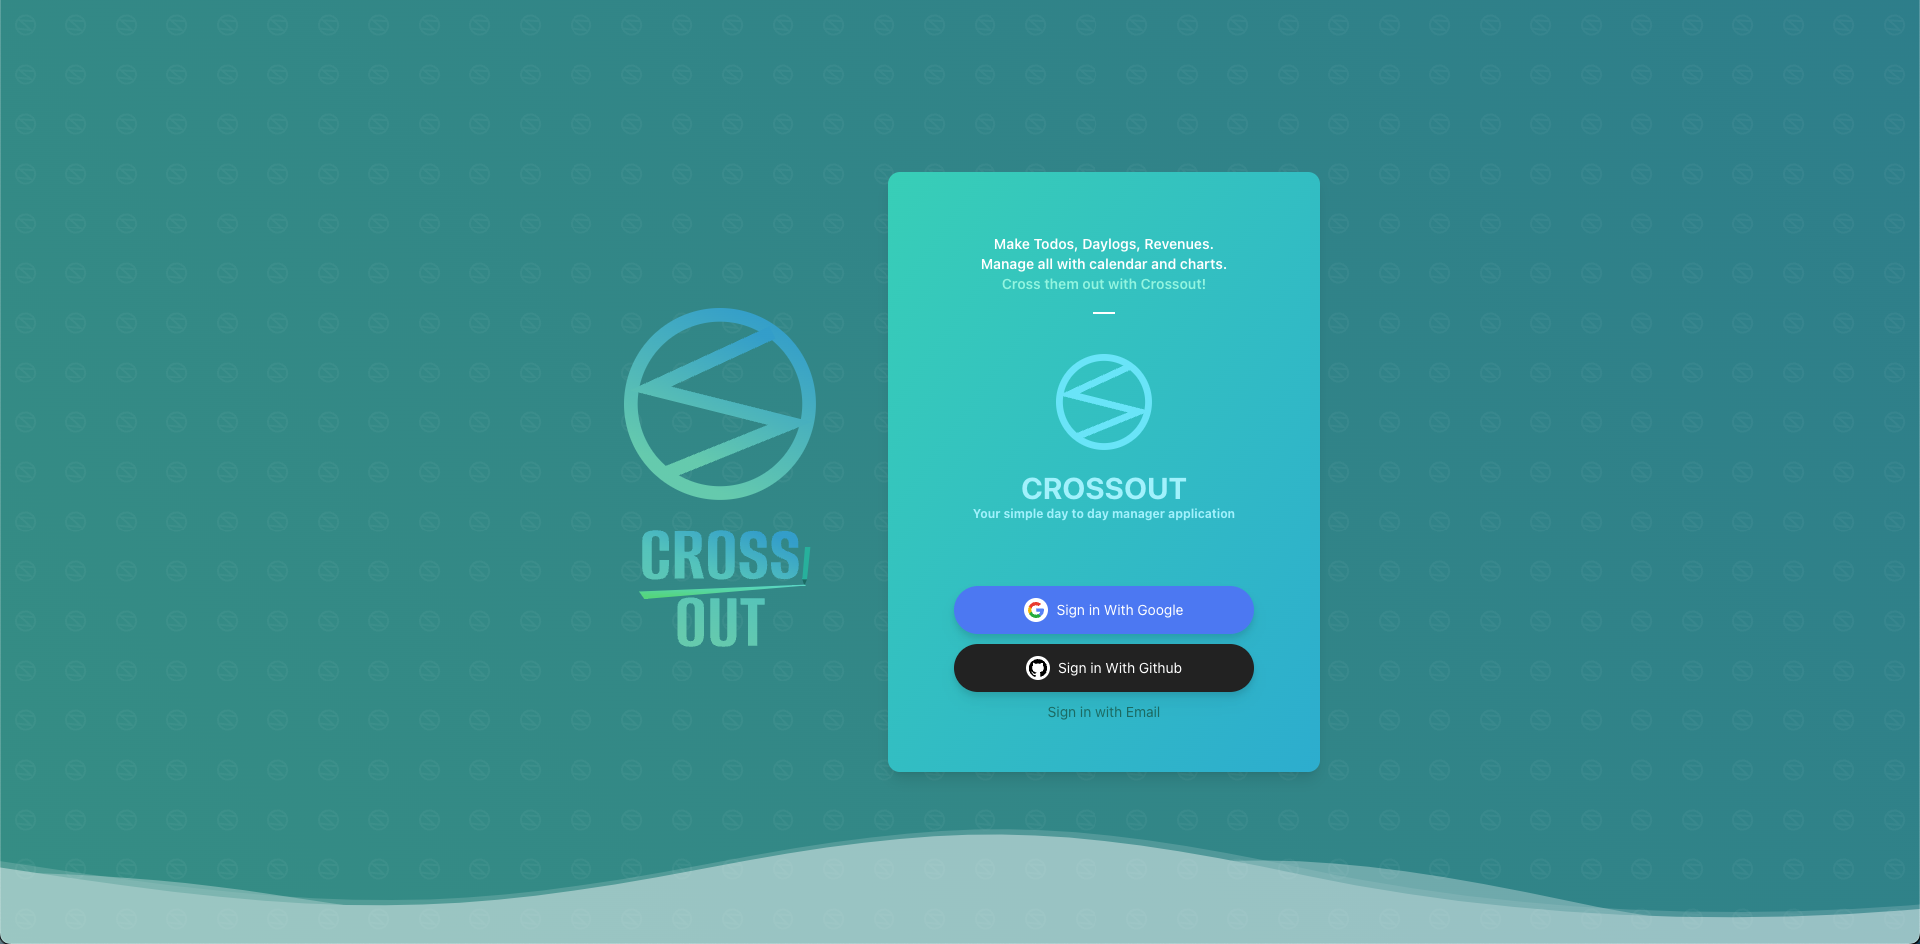 CROSS
OUT
Make Todos, Daylogs, Revenues.
Manage all with calendar and charts.
Cross them out with Crossout!
CROSSOUT
Your simple day to day manager application
Sign in With Google
Sign in With Github
Sign in with Email